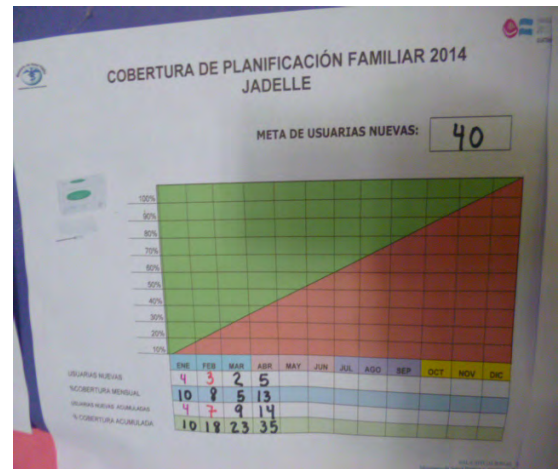 COBERTURA DE PLANIFICACIÓN FAMILIAR 2014
JADELLE
META DE USUARIAS NUEVAS: 40
100%
90%
80%
70%
60%
50%
40%
30%
20%
10%
ENE FEB MAR ABR MAY JUN JUL AGO SEP OCT NOV DIC
USUARIAS NUEVAS 4 3 2 5
%COBERTURA MENSUAL 10 8 5 13
USUARIAS NUEVAS ACUMULADAS 4 7 9 14
% COBERTURA ACUMULADA 10 18 23 35